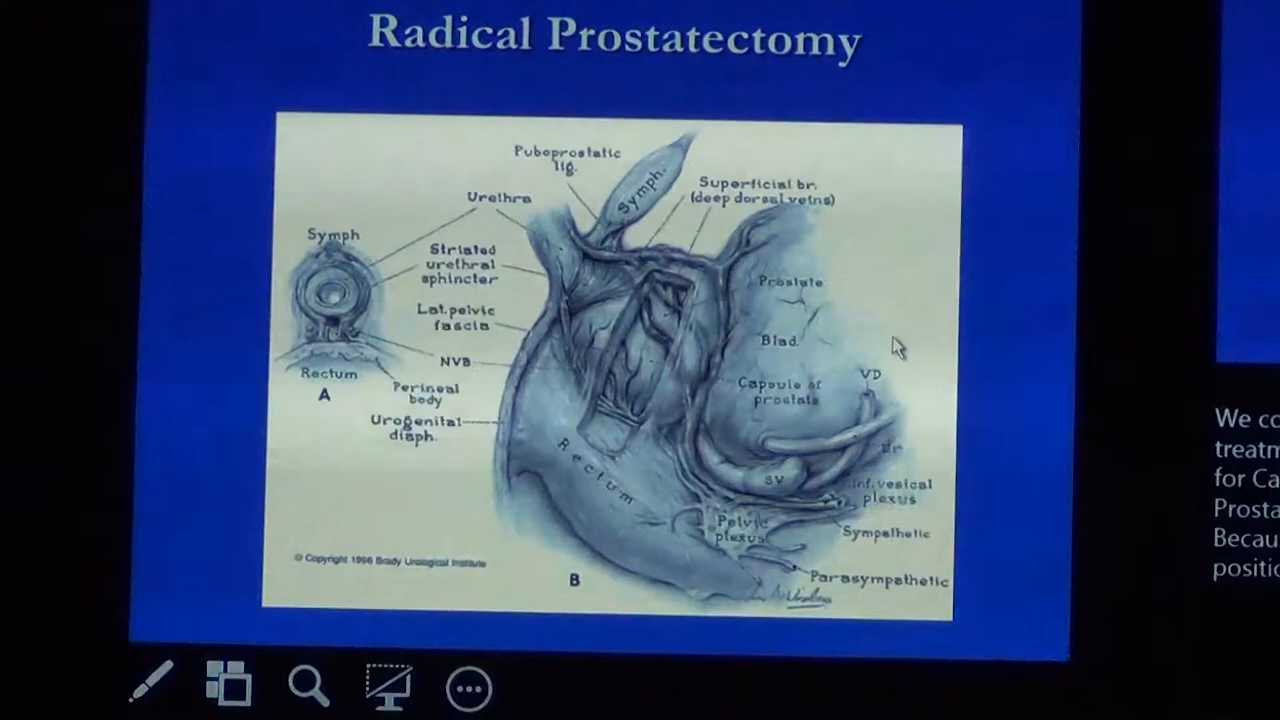 Radical Prostatectomy
Puboprostatic
lig.
Symph.
Superficial br.
(deep dorsal veins)
Urethra
Symph
Striated
urethral
sphincter
Prostate
Lat. pelvic
fascia
Blad.
NVB
Rectum
A
Perineal
body
Capsule of
prostate
VD
Urogenital
diaph.
Rectum
Ur
SV
Inf. vesical
plexus
Pelvic
plexus
Sympathetic
Parasympathetic
© Copyright 1996 Brady Urological Institute
B
We co
treatm
for Ca
Prosta
Becau
positio